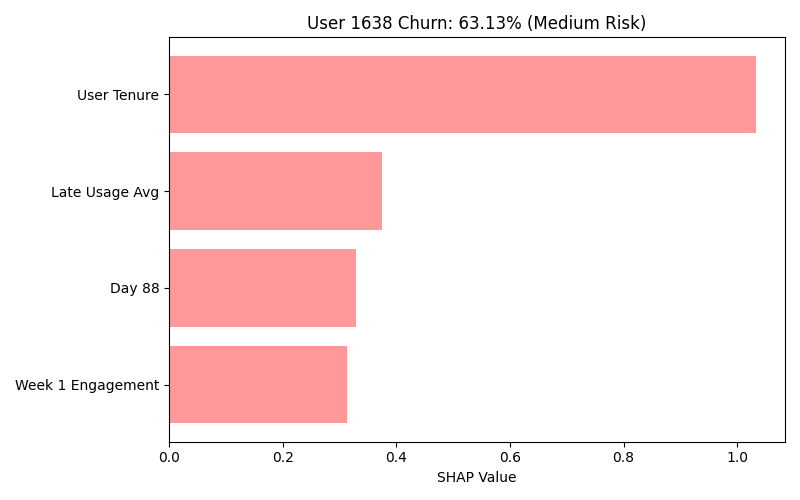 User 1638 Churn: 63.13% (Medium Risk)
User Tenure
Late Usage Avg
Day 88
Week 1 Engagement
0.0 0.2 0.4 0.6 0.8 1.0
SHAP Value